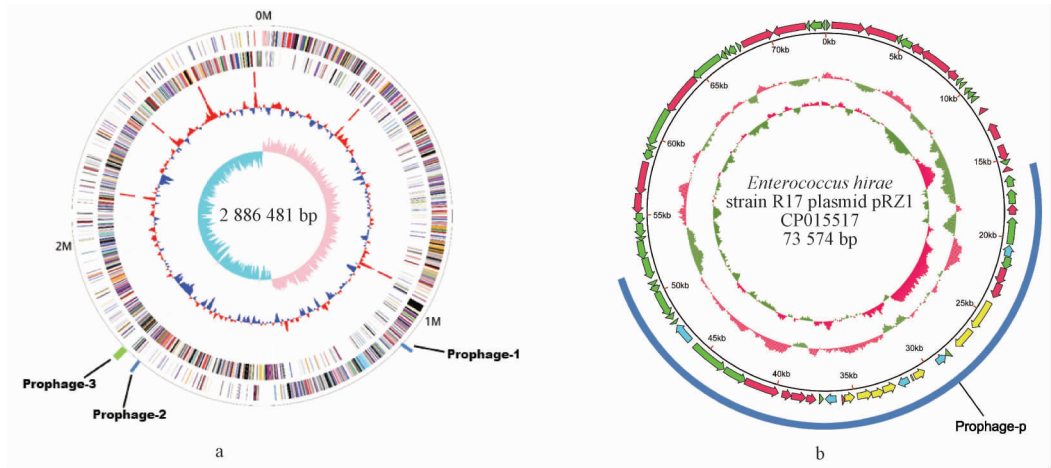 0M
2 886 481 bp
2M
1M
Prophage-1
Prophage-3
Prophage-2
a
0kb
5kb
10kb
15kb
20kb
25kb
30kb
35kb
40kb
45kb
50kb
55kb
60kb
65kb
70kb
Enterococcus hirae
strain R17 plasmid pRZ1
CP015517
73 574 bp
Prophage-p
b